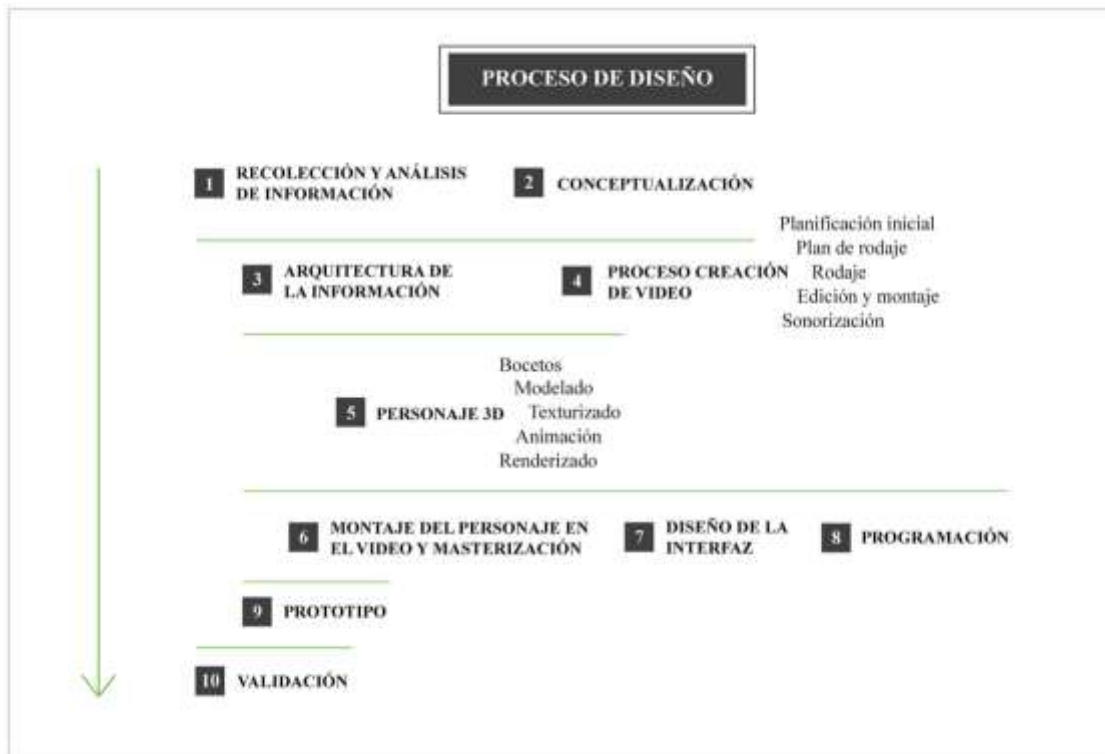 PROCESO DE DISEÑO
1 RECOLECCIÓN Y ANÁLISIS
DE INFORMACIÓN
2 CONCEPTUALIZACIÓN
3 ARQUITECTURA DE
LA INFORMACIÓN
4 PROCESO CREACIÓN
DE VIDEO
Planificación inicial
Plan de rodaje
Rodaje
Edición y montaje
Sonorización
5 PERSONAJE 3D
Bocetos
Modelado
Texturizado
Animación
Renderizado
6 MONTAJE DEL PERSONAJE EN
EL VIDEO Y MASTERIZACIÓN
7 DISEÑO DE LA
INTERFAZ
8 PROGRAMACIÓN
9 PROTOTIPO
10 VALIDACIÓN